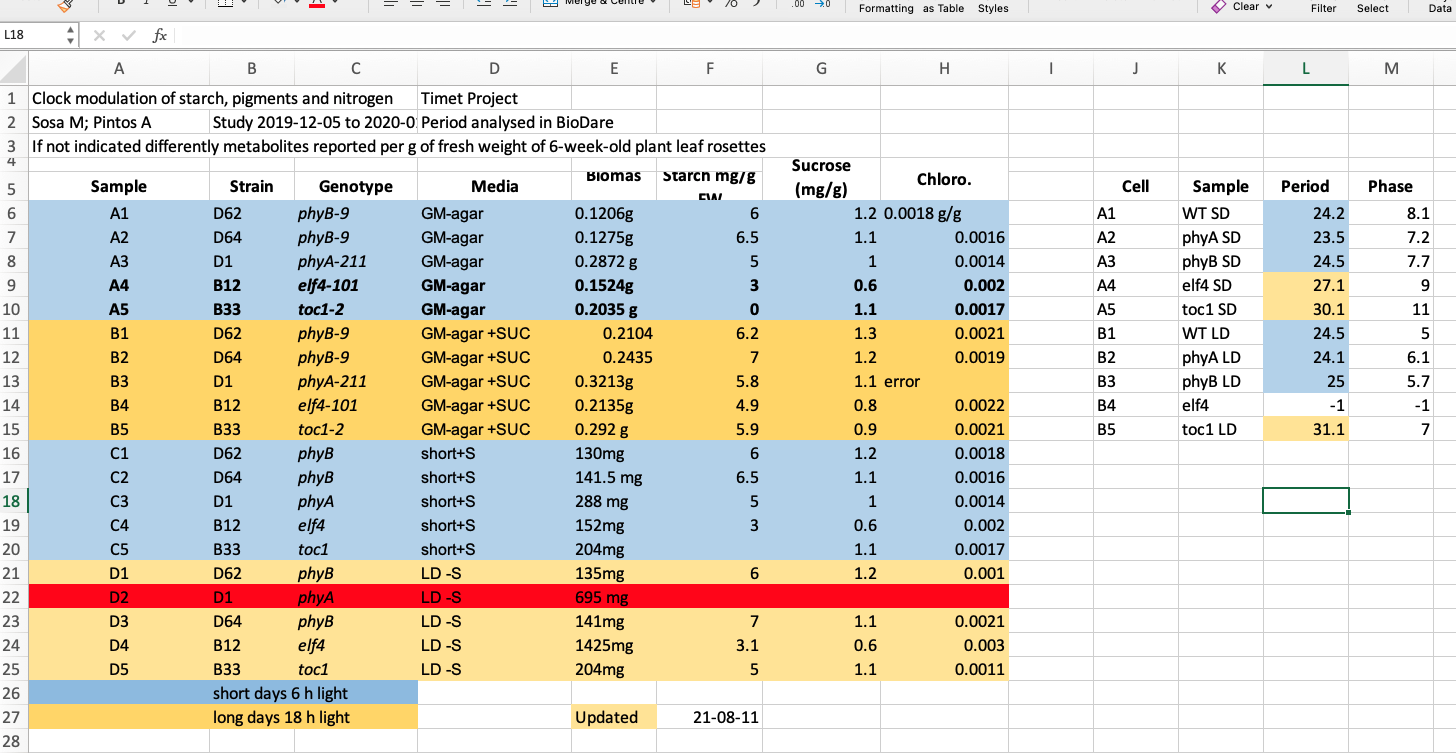 Merge & Centre
.00
Formatting as Table Styles
Clear
Filter Select Data
L18 fx
A B C D E F G H I J K L M
1 Clock modulation of starch, pigments and nitrogen Timet Project
2 Sosa M; Pintos A Study 2019-12-05 to 2020-0 Period analysed in BioDare
3 If not indicated differently metabolites reported per g of fresh weight of 6-week-old plant leaf rosettes
4
5 Sample Strain Genotype Media Biomas Starch mg/g FW Sucrose (mg/g) Chloro. Cell Sample Period Phase
6 A1 D62 phyB-9 GM-agar 0.1206g 6 1.2 0.0018 g/g A1 WT SD 24.2 8.1
7 A2 D64 phyB-9 GM-agar 0.1275g 6.5 1.1 0.0016 A2 phyA SD 23.5 7.2
8 A3 D1 phyA-211 GM-agar 0.2872 g 5 1 0.0014 A3 phyB SD 24.5 7.7
9 A4 B12 elf4-101 GM-agar 0.1524g 3 0.6 0.002 A4 elf4 SD 27.1 9
10 A5 B33 toc1-2 GM-agar 0.2035 g 0 1.1 0.0017 A5 toc1 SD 30.1 11
11 B1 D62 phyB-9 GM-agar +SUC 0.2104 6.2 1.3 0.0021 B1 WT LD 24.5 5
12 B2 D64 phyB-9 GM-agar +SUC 0.2435 7 1.2 0.0019 B2 phyA LD 24.1 6.1
13 B3 D1 phyA-211 GM-agar +SUC 0.3213g 5.8 1.1 error B3 phyB LD 25 5.7
14 B4 B12 elf4-101 GM-agar +SUC 0.2135g 4.9 0.8 0.0022 B4 elf4 -1 -1
15 B5 B33 toc1-2 GM-agar +SUC 0.292 g 5.9 0.9 0.0021 B5 toc1 LD 31.1 7
16 C1 D62 phyB short+S 130mg 6 1.2 0.0018
17 C2 D64 phyB short+S 141.5 mg 6.5 1.1 0.0016
18 C3 D1 phyA short+S 288 mg 5 1 0.0014
19 C4 B12 elf4 short+S 152mg 3 0.6 0.002
20 C5 B33 toc1 short+S 204mg 1.1 0.0017
21 D1 D62 phyB LD -S 135mg 6 1.2 0.001
22 D2 D1 phyA LD -S 695 mg
23 D3 D64 phyB LD -S 141mg 7 1.1 0.0021
24 D4 B12 elf4 LD -S 1425mg 3.1 0.6 0.003
25 D5 B33 toc1 LD -S 204mg 5 1.1 0.0011
26 short days 6 h light
27 long days 18 h light Updated 21-08-11
28